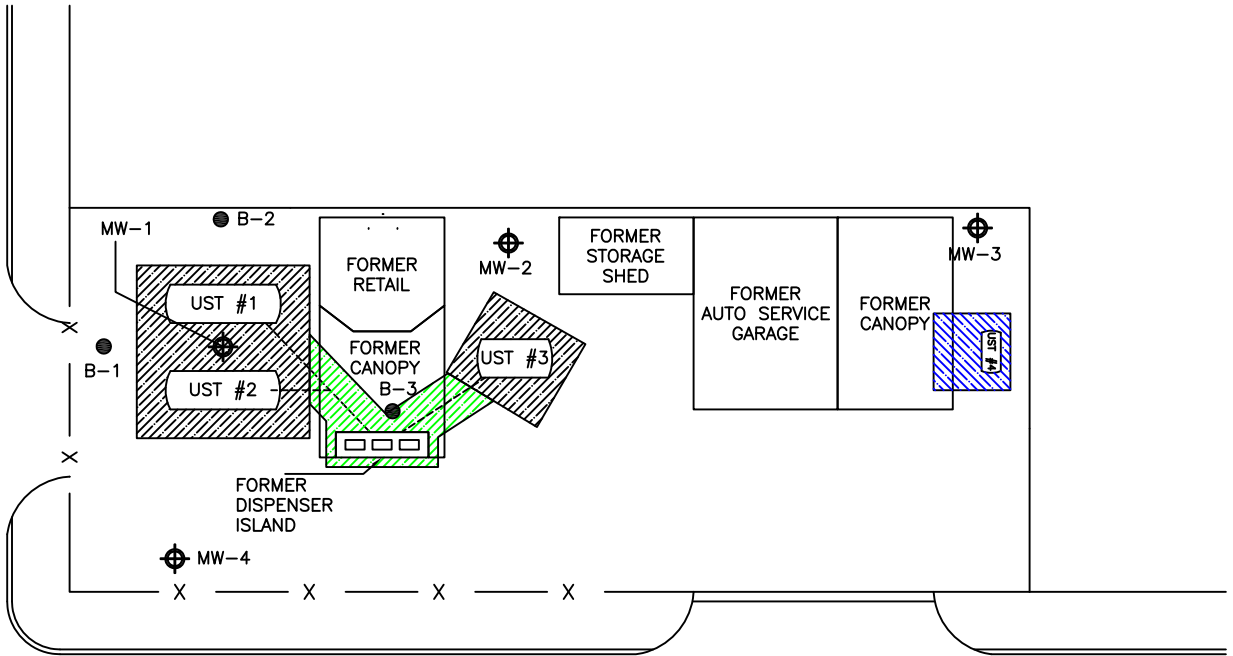 B-2
MW-1
MW-2
MW-3
FORMER
STORAGE
SHED
FORMER
RETAIL
UST #1
FORMER
AUTO SERVICE
GARAGE
FORMER
CANOPY
X
B-1
FORMER
CANOPY
UST #3
UST #4
UST #2
B-3
X
FORMER
DISPENSER
ISLAND
MW-4
X X X X